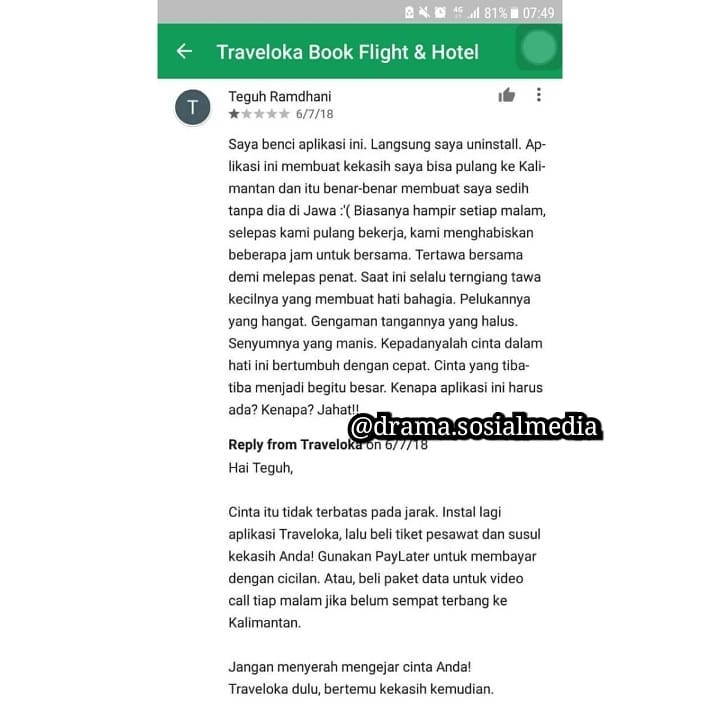 4G 81% 07:49
Traveloka Book Flight & Hotel
T
Teguh Ramdhani
6/7/18
Saya benci aplikasi ini. Langsung saya uninstall. Ap-
likasi ini membuat kekasih saya bisa pulang ke Kali-
mantan dan itu benar-benar membuat saya sedih
tanpa dia di Jawa :'( Biasanya hampir setiap malam,
selepas kami pulang bekerja, kami menghabiskan
beberapa jam untuk bersama. Tertawa bersama
demi melepas penat. Saat ini selalu terngiang tawa
kecilnya yang membuat hati bahagia. Pelukannya
yang hangat. Gengaman tangannya yang halus.
Senyumnya yang manis. Kepadanyalah cinta dalam
hati ini bertumbuh dengan cepat. Cinta yang tiba-
tiba menjadi begitu besar. Kenapa aplikasi ini harus
ada? Kenapa? Jahat!!
@drama.sosialmedia
Reply from Traveloka on 6/7/18
Hai Teguh,
Cinta itu tidak terbatas pada jarak. Instal lagi
aplikasi Traveloka, lalu beli tiket pesawat dan susul
kekasih Anda! Gunakan PayLater untuk membayar
dengan cicilan. Atau, beli paket data untuk video
call tiap malam jika belum sempat terbang ke
Kalimantan.
Jangan menyerah mengejar cinta Anda!
Traveloka dulu, bertemu kekasih kemudian.